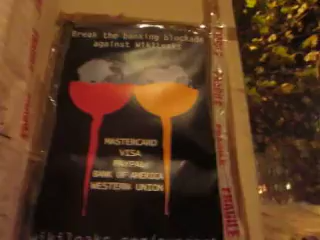 Break the banking blockade
against Wikileaks
MASTERCARD
VISA
PAYPAL
BANK OF AMERICA
WESTERN UNION
FRAGILE